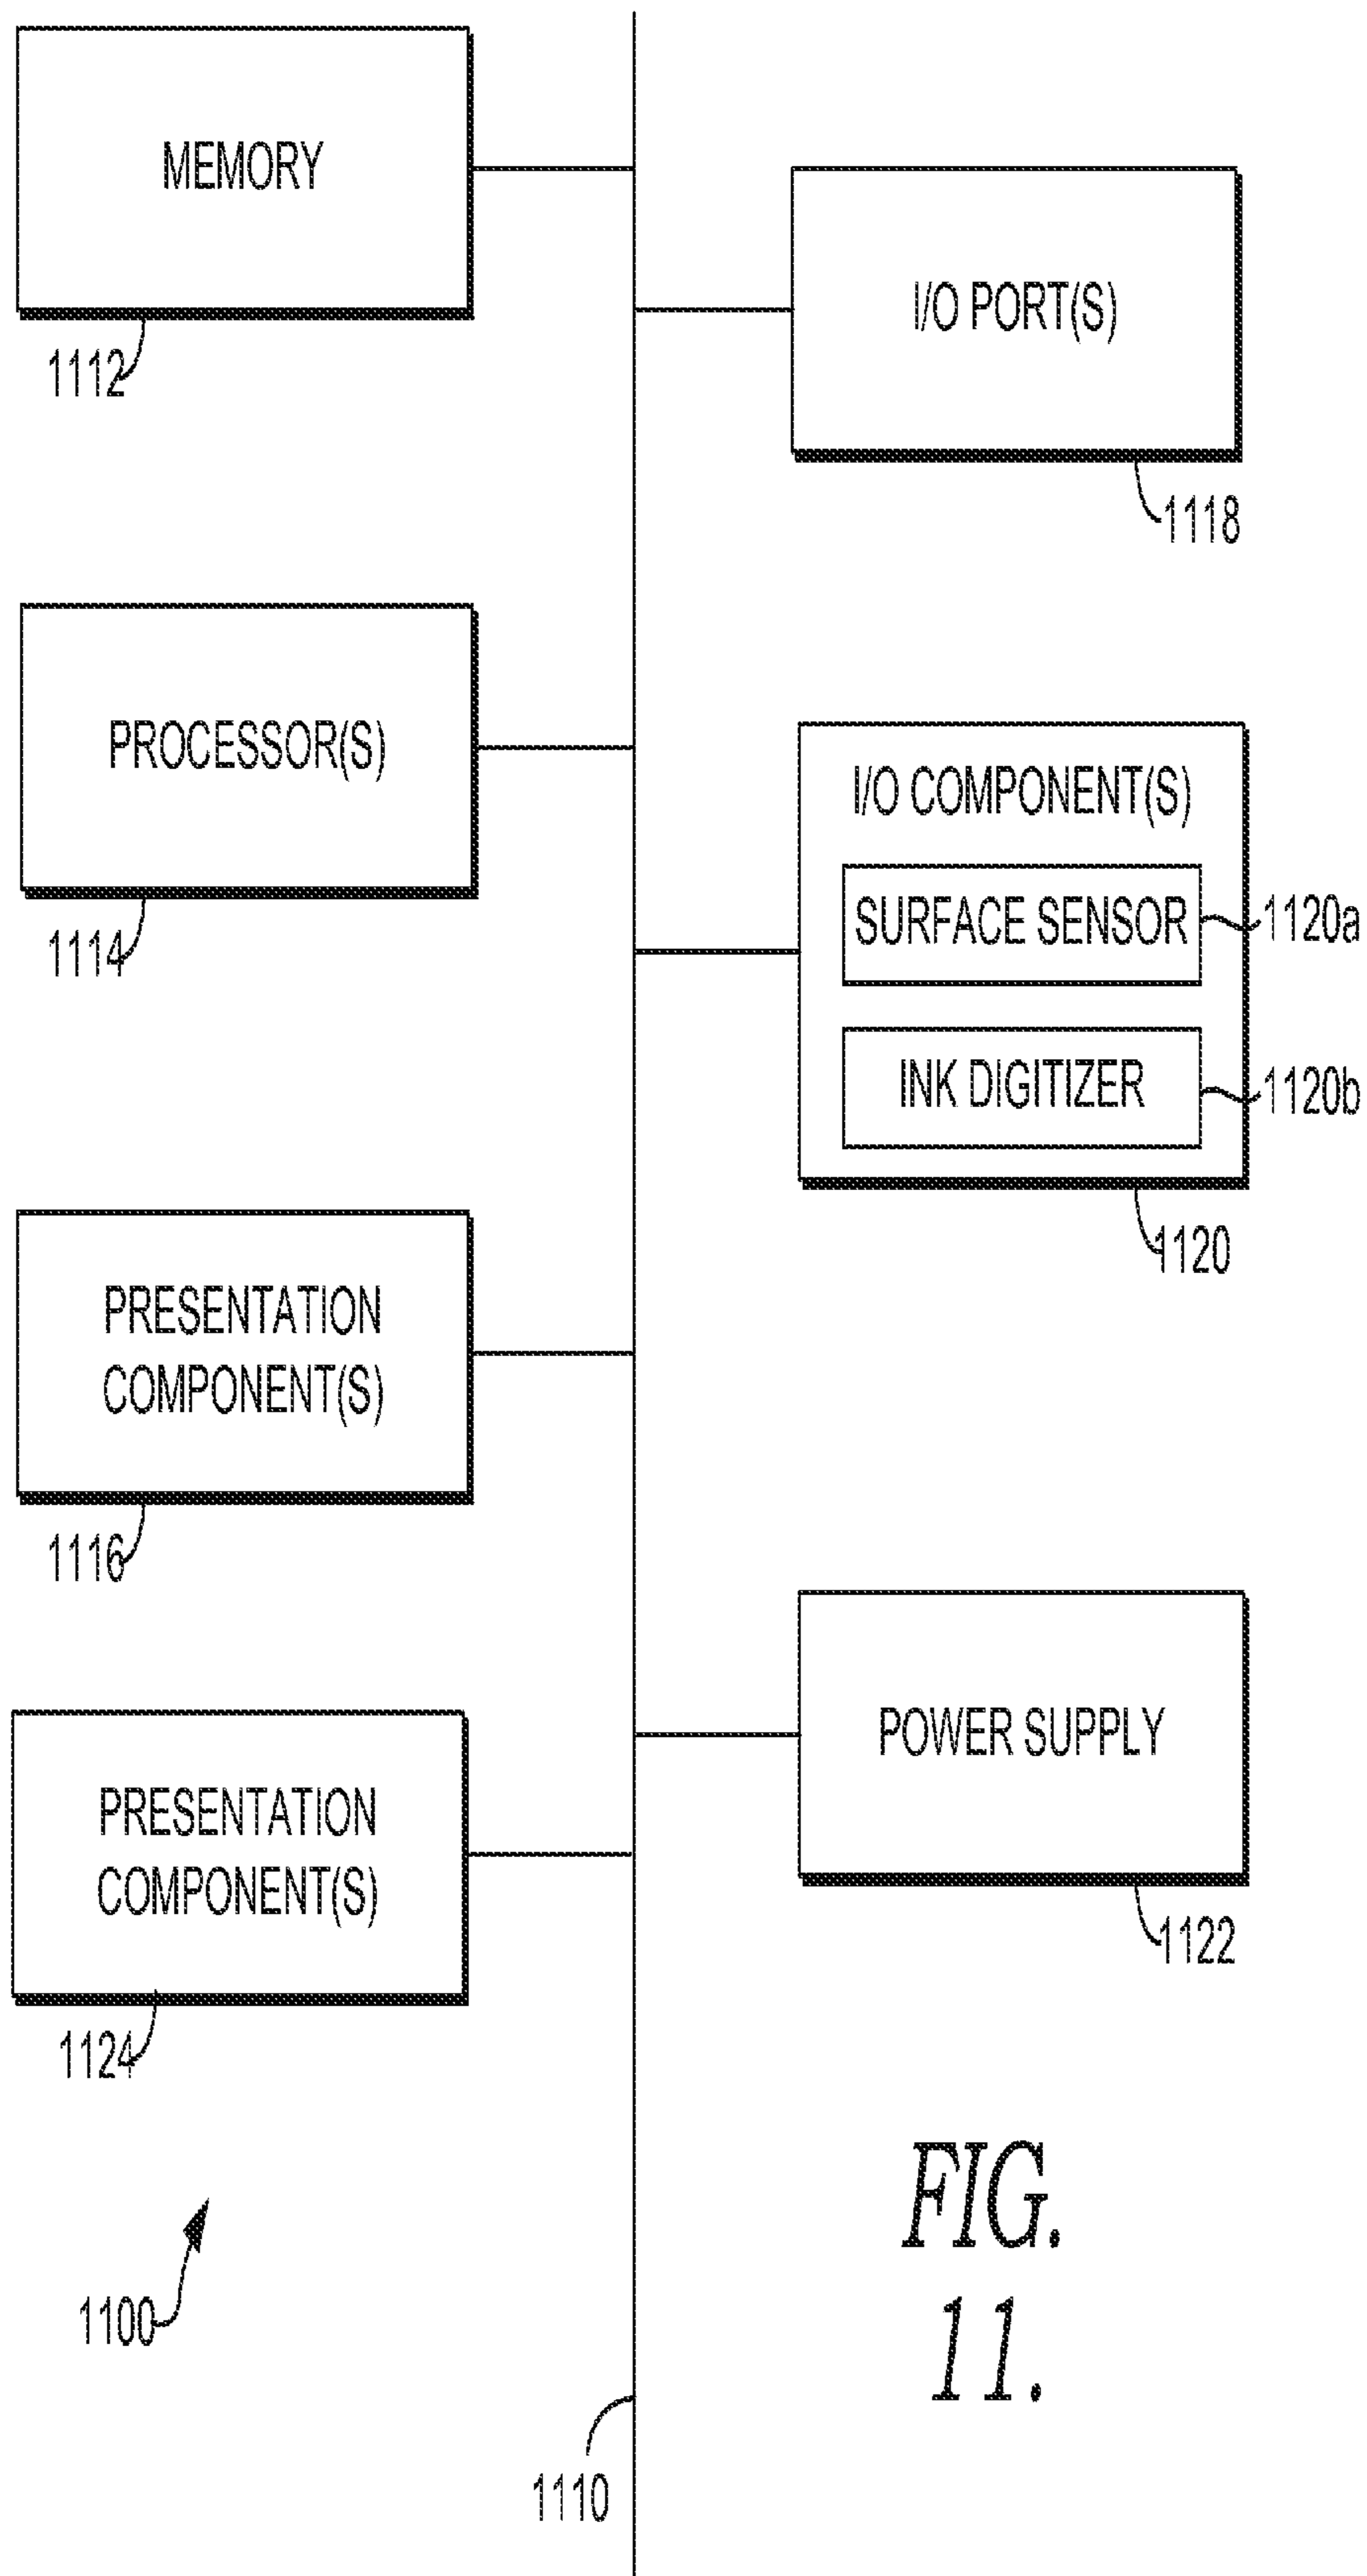 MEMORY
1112
I/O PORT(S)
1118
PROCESSOR(S)
1114
I/O COMPONENT(S)
SURFACE SENSOR
1120a
INK DIGITIZER
1120b
1120
PRESENTATION
COMPONENT(S)
1116
POWER SUPPLY
1122
PRESENTATION
COMPONENT(S)
1124
1100
1110
FIG.
11.